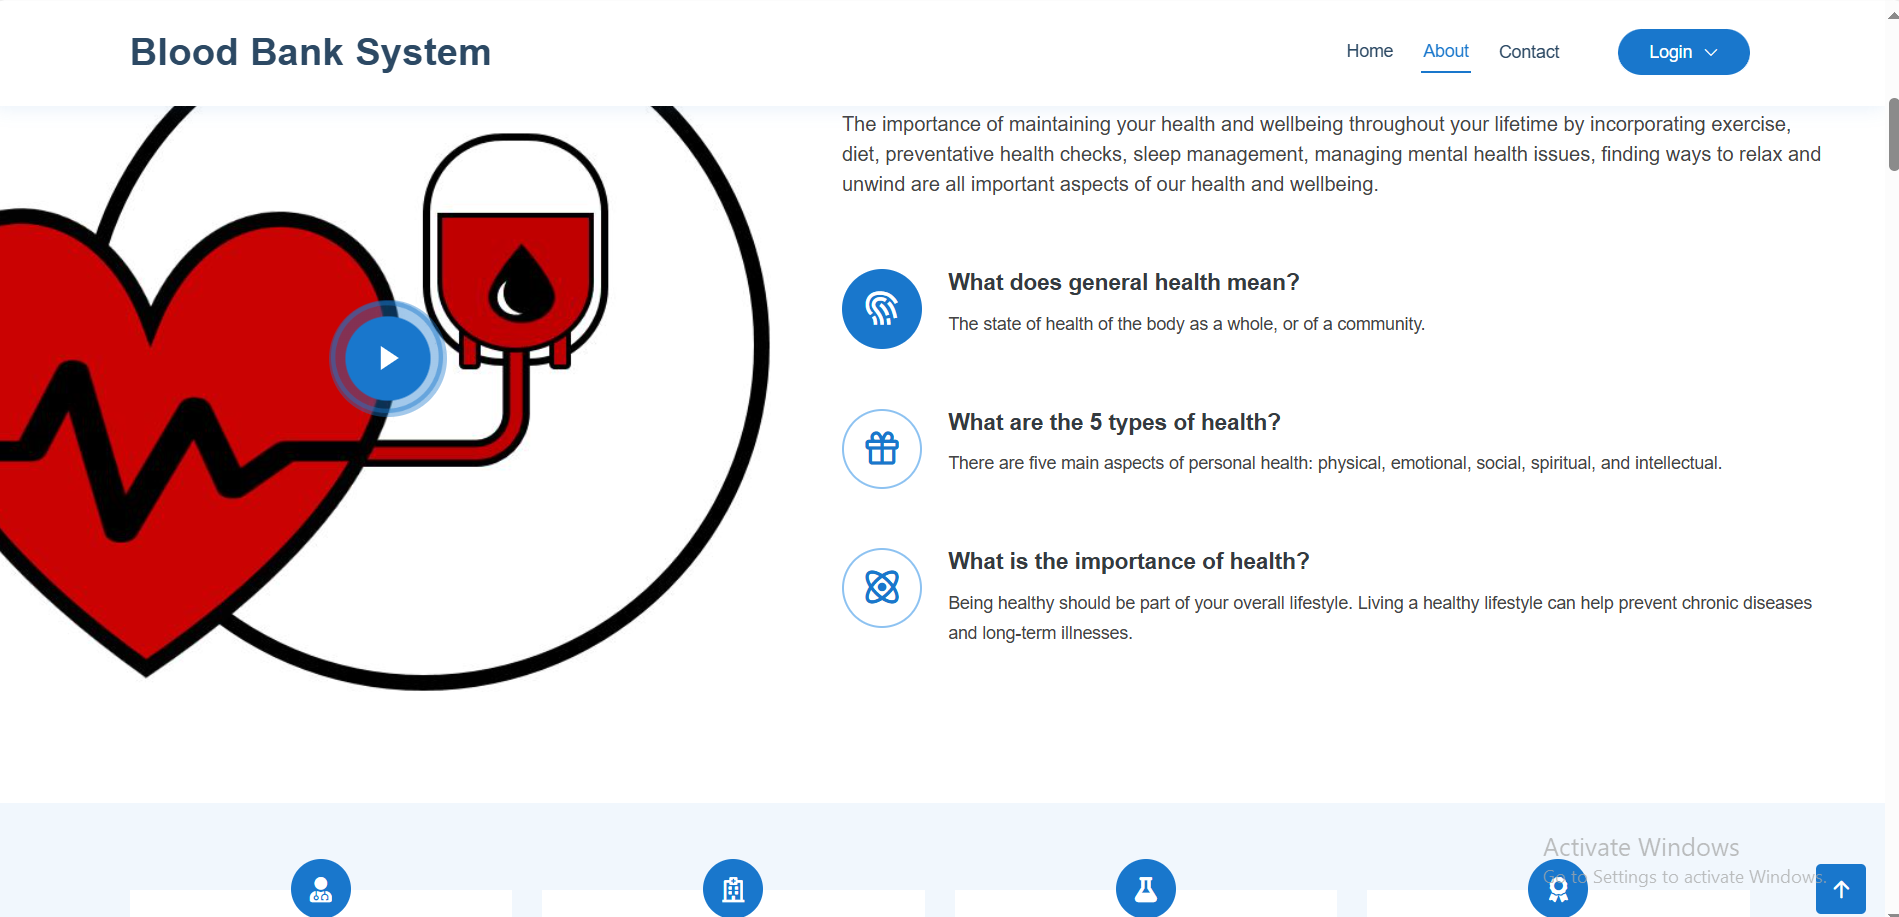 Blood Bank System
Home
About
Contact
Login
The importance of maintaining your health and wellbeing throughout your lifetime by incorporating exercise,
diet, preventative health checks, sleep management, managing mental health issues, finding ways to relax and
unwind are all important aspects of our health and wellbeing.
What does general health mean?
The state of health of the body as a whole, or of a community.
What are the 5 types of health?
There are five main aspects of personal health: physical, emotional, social, spiritual, and intellectual.
What is the importance of health?
Being healthy should be part of your overall lifestyle. Living a healthy lifestyle can help prevent chronic diseases
and long-term illnesses.
Activate Windows
Go to Settings to activate Windows.